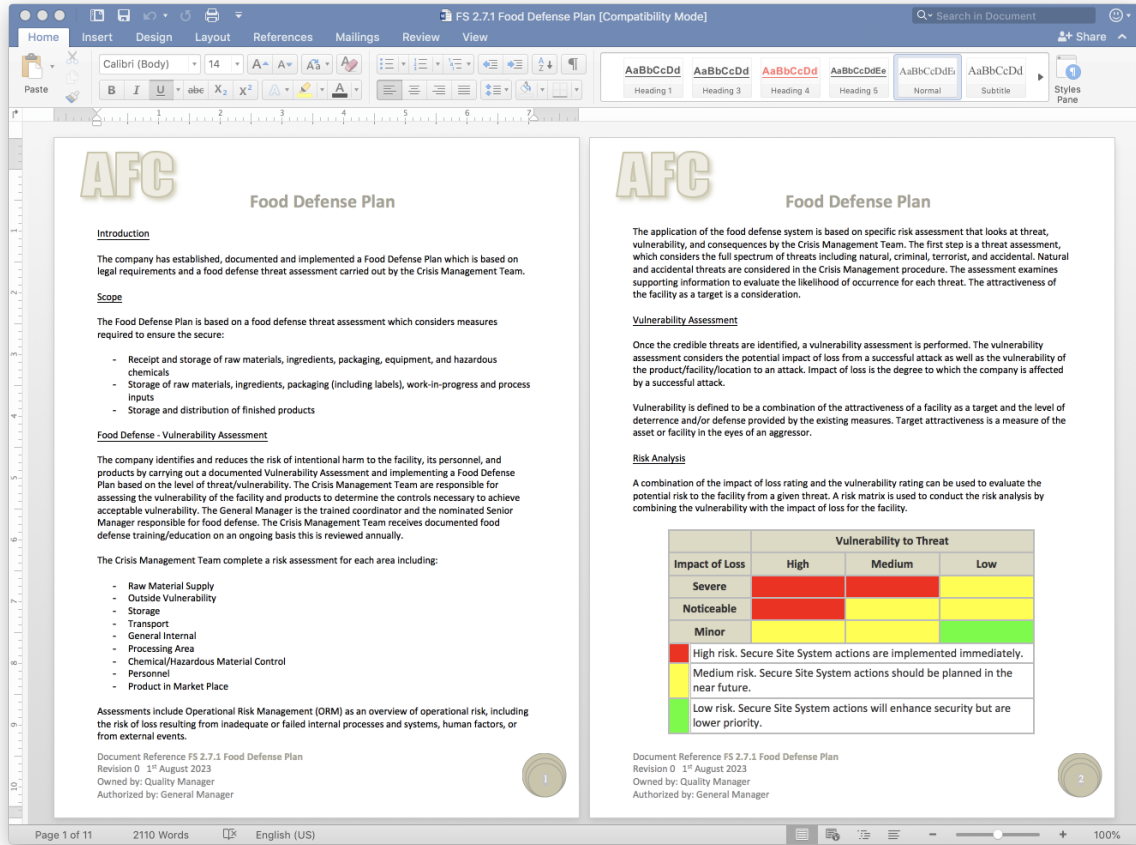 FS 2.7.1 Food Defense Plan [Compatibility Mode]
Search in Document
Home Insert Design Layout References Mailings Review View
Share
Paste
Calibri (Body) 14
AaBbCcDd AaBbCcDd AaBbCcDd AaBbCcDdEe AaBbCcDdEe AaBbCcDd
Heading 1 Heading 3 Heading 4 Heading 5 Normal Subtitle
Styles
Pane
AFC
Food Defense Plan
Introduction
The company has established, documented and implemented a Food Defense Plan which is based on
legal requirements and a food defense threat assessment carried out by the Crisis Management Team.
Scope
The Food Defense Plan is based on a food defense threat assessment which considers measures
required to ensure the secure:
- Receipt and storage of raw materials, ingredients, packaging, equipment, and hazardous
chemicals
- Storage of raw materials, ingredients, packaging (including labels), work-in-progress and process
inputs
- Storage and distribution of finished products
Food Defense - Vulnerability Assessment
The company identifies and reduces the risk of intentional harm to the facility, its personnel, and
products by carrying out a documented Vulnerability Assessment and implementing a Food Defense
Plan based on the level of threat/vulnerability. The Crisis Management Team are responsible for
assessing the vulnerability of the facility and products to determine the controls necessary to achieve
acceptable vulnerability. The General Manager is the trained coordinator and the nominated Senior
Manager responsible for food defense. The Crisis Management Team receives documented food
defense training/education on an ongoing basis this is reviewed annually.
The Crisis Management Team complete a risk assessment for each area including:
- Raw Material Supply
- Outside Vulnerability
- Storage
- Transport
- General Internal
- Processing Area
- Chemical/Hazardous Material Control
- Personnel
- Product in Market Place
Assessments include Operational Risk Management (ORM) as an overview of operational risk, including
the risk of loss resulting from inadequate or failed internal processes and systems, human factors, or
from external events.
Document Reference FS 2.7.1 Food Defense Plan
Revision 0 1st August 2023
Owned by: Quality Manager
Authorized by: General Manager
1
AFC
Food Defense Plan
The application of the food defense system is based on specific risk assessment that looks at threat,
vulnerability, and consequences by the Crisis Management Team. The first step is a threat assessment,
which considers the full spectrum of threats including natural, criminal, terrorist, and accidental. Natural
and accidental threats are considered in the Crisis Management procedure. The assessment examines
supporting information to evaluate the likelihood of occurrence for each threat. The attractiveness of
the facility as a target is a consideration.
Vulnerability Assessment
Once the credible threats are identified, a vulnerability assessment is performed. The vulnerability
assessment considers the potential impact of loss from a successful attack as well as the vulnerability of
the product/facility/location to an attack. Impact of loss is the degree to which the company is affected
by a successful attack.
Vulnerability is defined to be a combination of the attractiveness of a facility as a target and the level of
deterrence and/or defense provided by the existing measures. Target attractiveness is a measure of the
asset or facility in the eyes of an aggressor.
Risk Analysis
A combination of the impact of loss rating and the vulnerability rating can be used to evaluate the
potential risk to the facility from a given threat. A risk matrix is used to conduct the risk analysis by
combining the vulnerability with the impact of loss for the facility.
Vulnerability to Threat
Impact of Loss High Medium Low
Severe
Noticeable
Minor
High risk. Secure Site System actions are implemented immediately.
Medium risk. Secure Site System actions should be planned in the
near future.
Low risk. Secure Site System actions will enhance security but are
lower priority.
Document Reference FS 2.7.1 Food Defense Plan
Revision 0 1st August 2023
Owned by: Quality Manager
Authorized by: General Manager
2
Page 1 of 11 2110 Words English (US) 100%